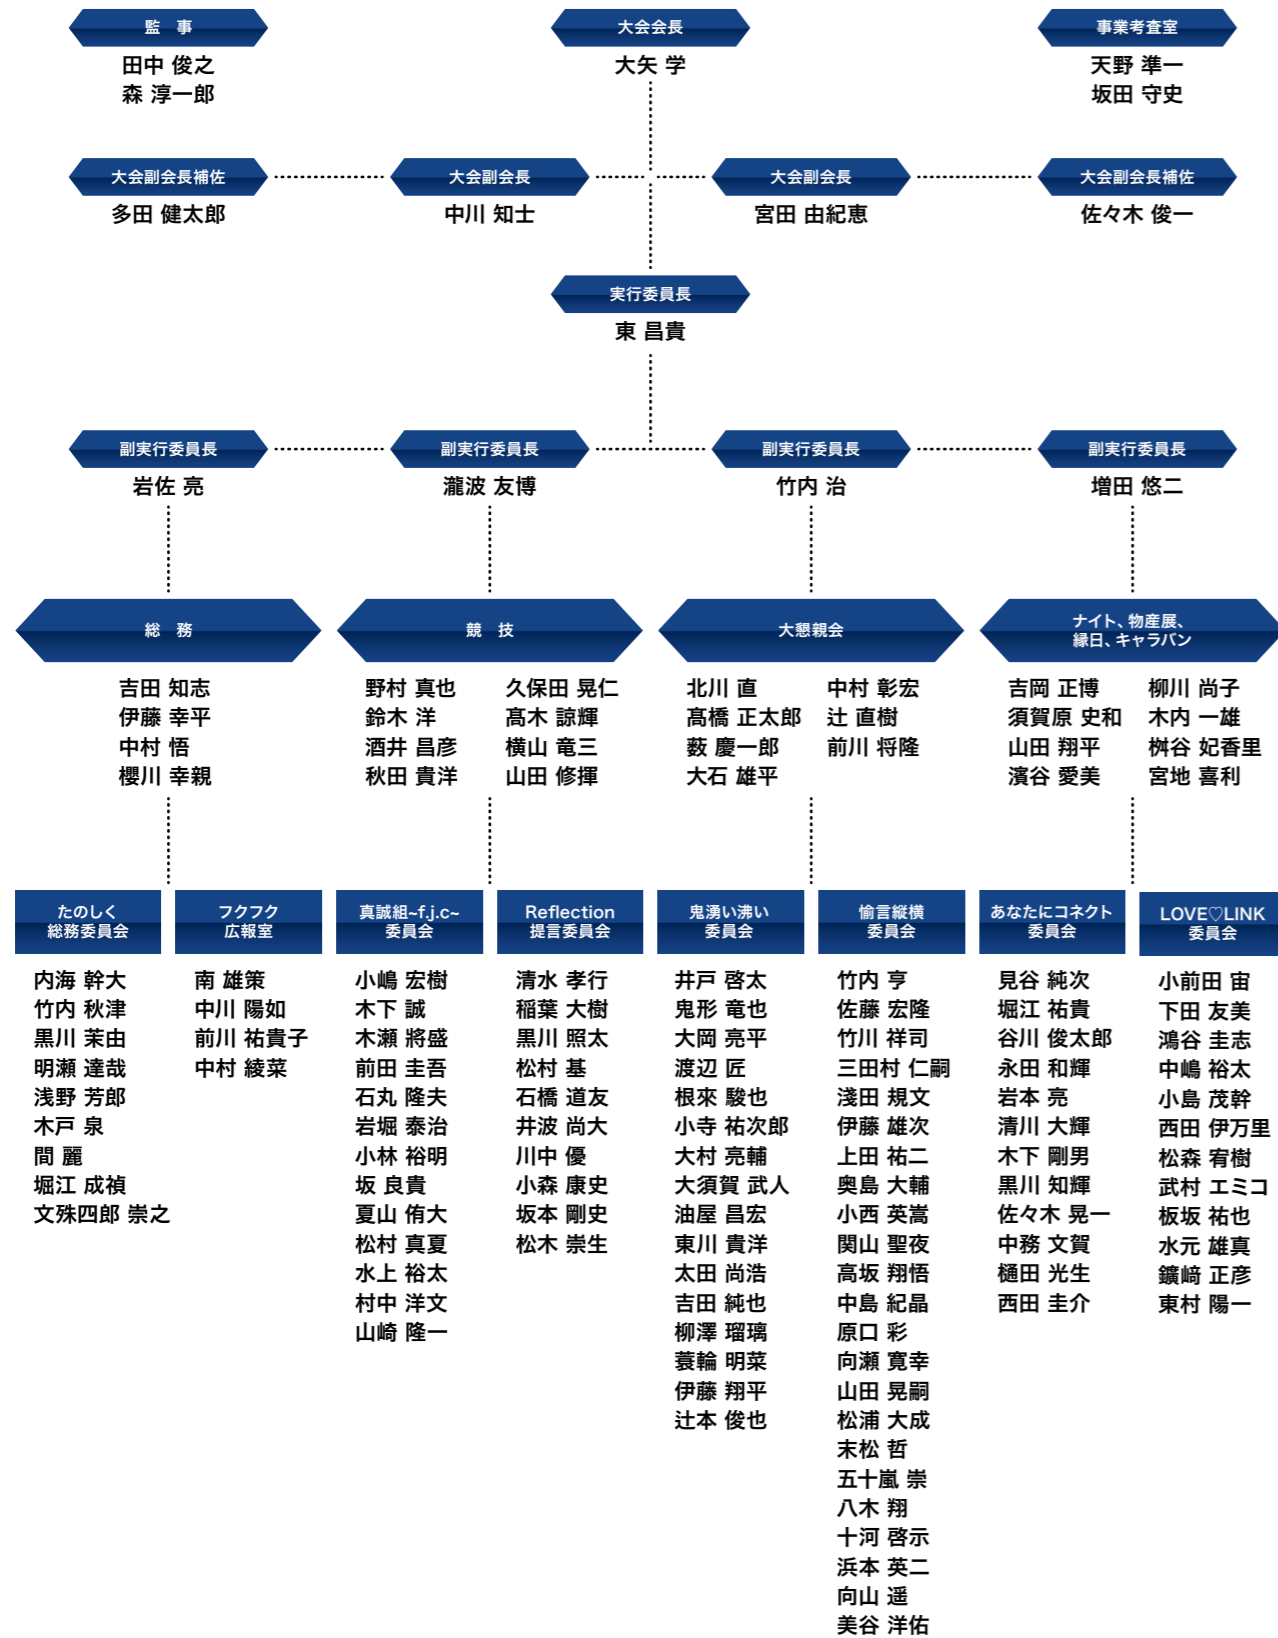 監　事
田中 俊之
森 淳一郎
大会会長
大矢 学
事業考査室
天野 準一
坂田 守史
大会副会長補佐
多田 健太郎
大会副会長
中川 知士
大会副会長
宮田 由紀恵
大会副会長補佐
佐々木 俊一
実行委員長
東 昌貴
副実行委員長
岩佐 亮
副実行委員長
瀧波 友博
副実行委員長
竹内 治
副実行委員長
増田 悠二
総　務
吉田 知志
伊藤 幸平
中村 悟
櫻川 幸親
競　技
野村 真也
鈴木 洋
酒井 昌彦
秋田 貴洋
久保田 晃仁
髙木 諒輝
横山 竜三
山田 修揮
大懇親会
北川 直
髙橋 正太郎
薮 慶一郎
大石 雄平
中村 彰宏
辻 直樹
前川 将隆
ナイト、物産展、
縁日、キャラバン
吉岡 正博
須賀原 史和
山田 翔平
濱谷 愛美
柳川 尚子
木内 一雄
桝谷 妃香里
宮地 喜利
たのしく
総務委員会
内海 幹大
竹内 秋津
黒川 茉由
明瀬 達哉
浅野 芳郎
木戸 泉
間 麗
堀江 成禎
文殊四郎 崇之
フクフク
広報室
南 雄策
中川 陽如
前川 祐貴子
中村 綾菜
真誠組~f.j.c~
委員会
小嶋 宏樹
木下 誠
木瀬 將盛
前田 圭吾
石丸 隆夫
岩堀 泰治
小林 裕明
坂 良貴
夏山 侑大
松村 真夏
水上 裕太
村中 洋文
山崎 隆一
Reflection
提言委員会
清水 孝行
稲葉 大樹
黒川 照太
松村 基
石橋 道友
井波 尚大
川中 優
小森 康史
坂本 剛史
松木 崇生
鬼湧い沸い
委員会
井戸 啓太
鬼形 竜也
大岡 亮平
渡辺 匠
根來 駿也
小寺 祐次郎
大村 亮輔
大須賀 武人
油屋 昌宏
東川 貴洋
太田 尚浩
吉田 純也
柳澤 瑠璃
蓑輪 明菜
伊藤 翔平
辻本 俊也
愉言縦横
委員会
竹内 亨
佐藤 宏隆
竹川 祥司
三田村 仁嗣
淺田 規文
伊藤 雄次
上田 祐二
奥島 大輔
小西 英嵩
関山 聖夜
高坂 翔悟
中島 紀晶
原口 彩
向瀬 寛幸
山田 晃嗣
松浦 大成
末松 哲
五十嵐 崇
八木 翔
十河 啓示
浜本 英二
向山 遥
美谷 洋佑
あなたにコネクト
委員会
見谷 純次
堀江 祐貴
谷川 俊太郎
永田 和輝
岩本 亮
清川 大輝
木下 剛男
黒川 知輝
佐々木 晃一
中務 文賀
樋田 光生
西田 圭介
LOVE♡LINK
委員会
小前田 宙
下田 友美
鴻谷 圭志
中嶋 裕太
小島 茂幹
西田 伊万里
松森 宥樹
武村 エミコ
板坂 祐也
水元 雄真
鑛﨑 正彦
東村 陽一